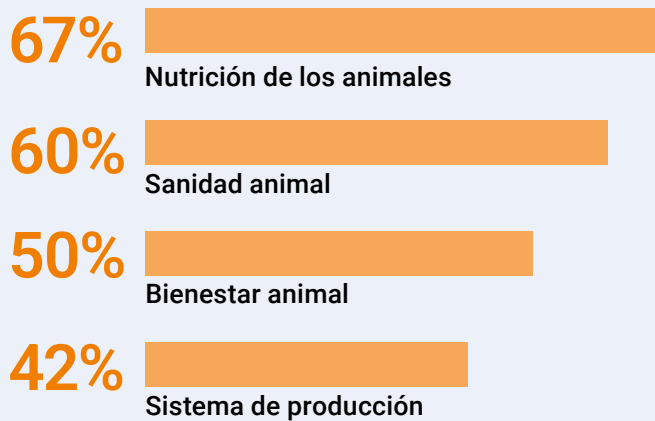 67%
Nutrición de los animales
60%
Sanidad animal
50%
Bienestar animal
42%
Sistema de producción